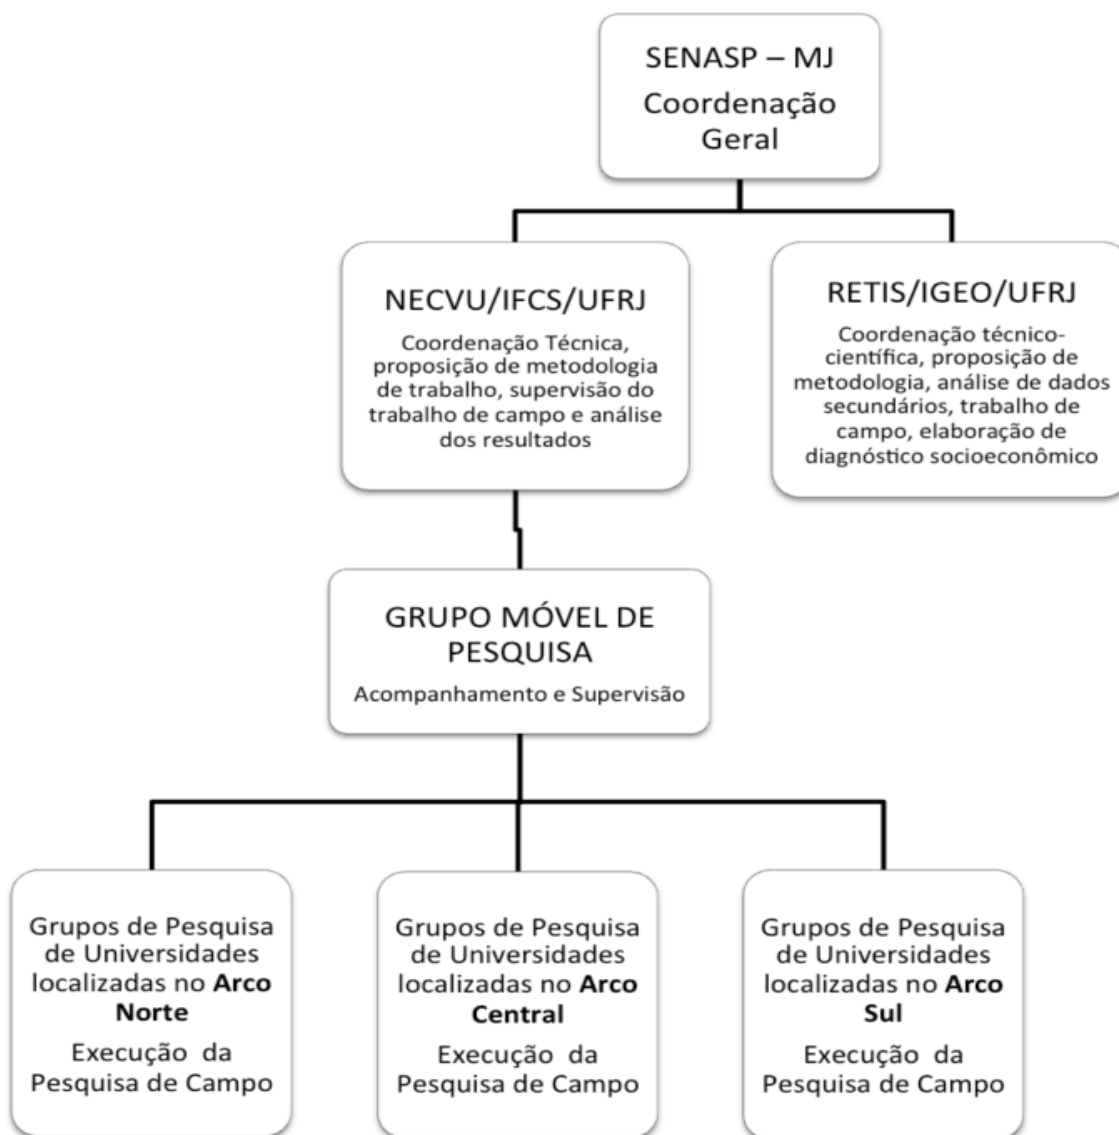 SENASP – MJ
Coordenação
Geral
NECVU/IFCS/UFRJ
Coordenação Técnica,
proposição de metodologia
de trabalho, supervisão do
trabalho de campo e análise
dos resultados
RETIS/IGEO/UFRJ
Coordenação técnico-
científica, proposição de
metodologia, análise de dados
secundários, trabalho de
campo, elaboração de
diagnóstico socioeconômico
GRUPO MÓVEL DE
PESQUISA
Acompanhamento e Supervisão
Grupos de Pesquisa
de Universidades
localizadas no Arco
Norte
Execução da
Pesquisa de Campo
Grupos de Pesquisa
de Universidades
localizadas no Arco
Central
Execução da
Pesquisa de Campo
Grupos de Pesquisa
de Universidades
localizadas no Arco
Sul
Execução da
Pesquisa de Campo